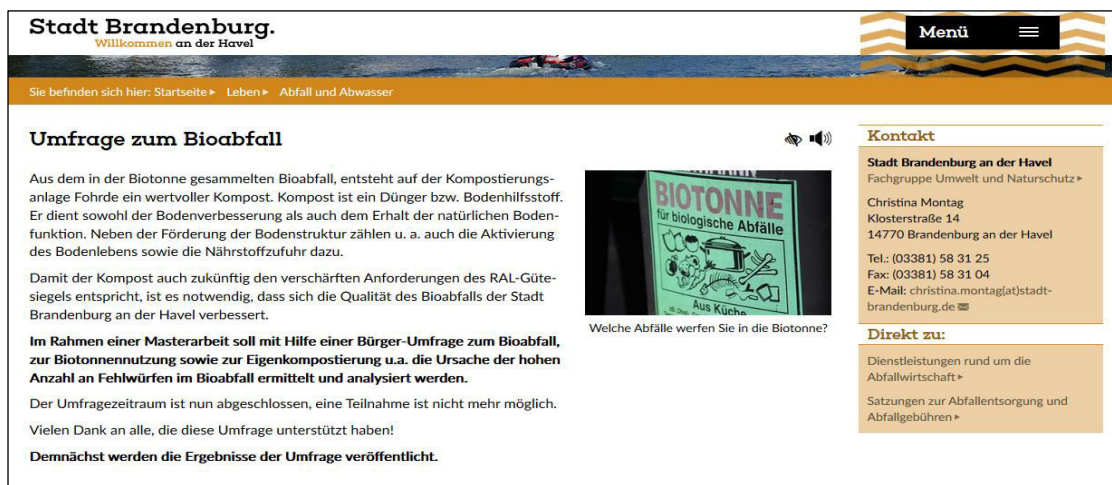 Stadt Brandenburg.
Willkommen an der Havel
Menü
Sie befinden sich hier: Startseite ▸ Leben ▸ Abfall und Abwasser
Umfrage zum Bioabfall
Aus dem in der Biotonne gesammelten Bioabfall, entsteht auf der Kompostierungs-
anlage Fohrde ein wertvoller Kompost. Kompost ist ein Dünger bzw. Bodenhilfsstoff.
Er dient sowohl der Bodenverbesserung als auch dem Erhalt der natürlichen Boden-
funktion. Neben der Förderung der Bodenstruktur zählen u. a. auch die Aktivierung
des Bodenlebens sowie die Nährstoffzufuhr dazu.
Damit der Kompost auch zukünftig den verschärften Anforderungen des RAL-Güte-
siegels entspricht, ist es notwendig, dass sich die Qualität des Bioabfalls der Stadt
Brandenburg an der Havel verbessert.
Im Rahmen einer Masterarbeit soll mit Hilfe einer Bürger-Umfrage zum Bioabfall,
zur Biotonnennutzung sowie zur Eigenkompostierung u.a. die Ursache der hohen
Anzahl an Fehlwürfen im Bioabfall ermittelt und analysiert werden.
Der Umfragezeitraum ist nun abgeschlossen, eine Teilnahme ist nicht mehr möglich.
Vielen Dank an alle, die diese Umfrage unterstützt haben!
Demnächst werden die Ergebnisse der Umfrage veröffentlicht.
BIOTONNE
für biologische Abfälle
Aus Küche
Welche Abfälle werfen Sie in die Biotonne?
Kontakt
Stadt Brandenburg an der Havel
Fachgruppe Umwelt und Naturschutz ▸
Christina Montag
Klosterstraße 14
14770 Brandenburg an der Havel
Tel.: (03381) 58 31 25
Fax: (03381) 58 31 04
E-Mail: christina.montag(at)stadt-
brandenburg.de
Direkt zu:
Dienstleistungen rund um die
Abfallwirtschaft ▸
Satzungen zur Abfallentsorgung und
Abfallgebühren ▸